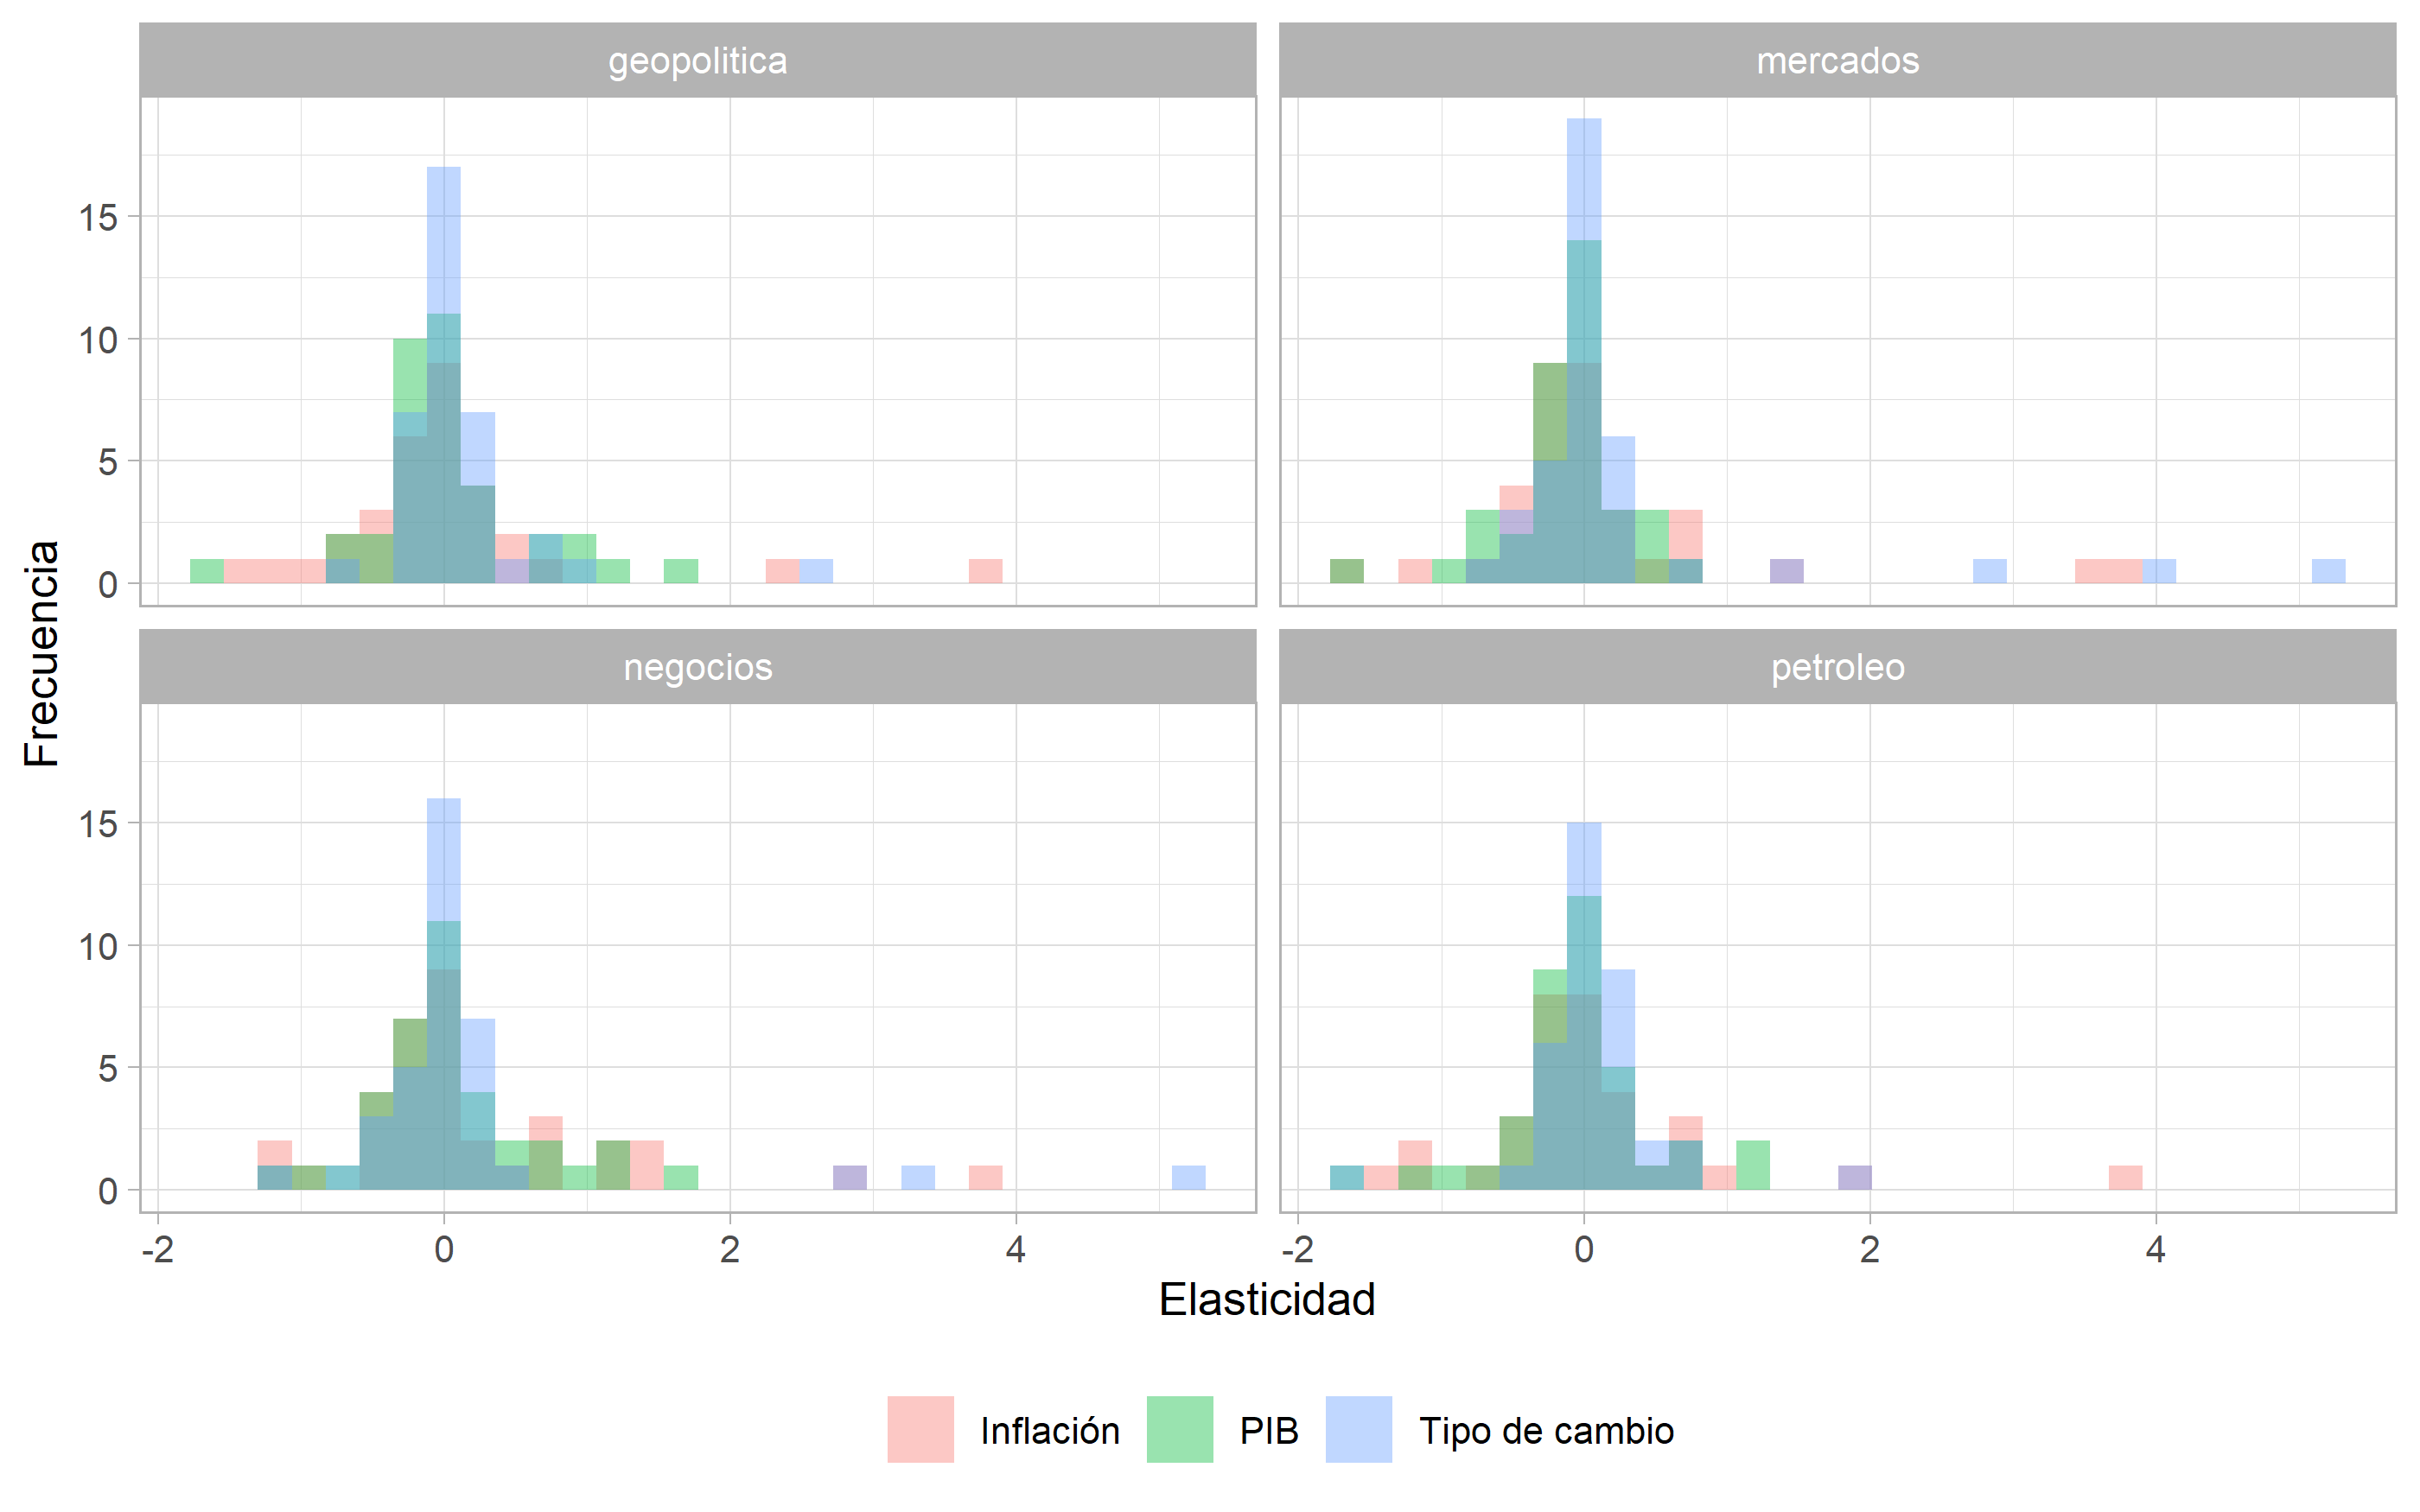 geopolitica
mercados
15
10
5
0
negocios
petroleo
15
10
5
0
Frecuencia
-2 0 2 4
-2 0 2 4
Elasticidad
Inflación PIB Tipo de cambio